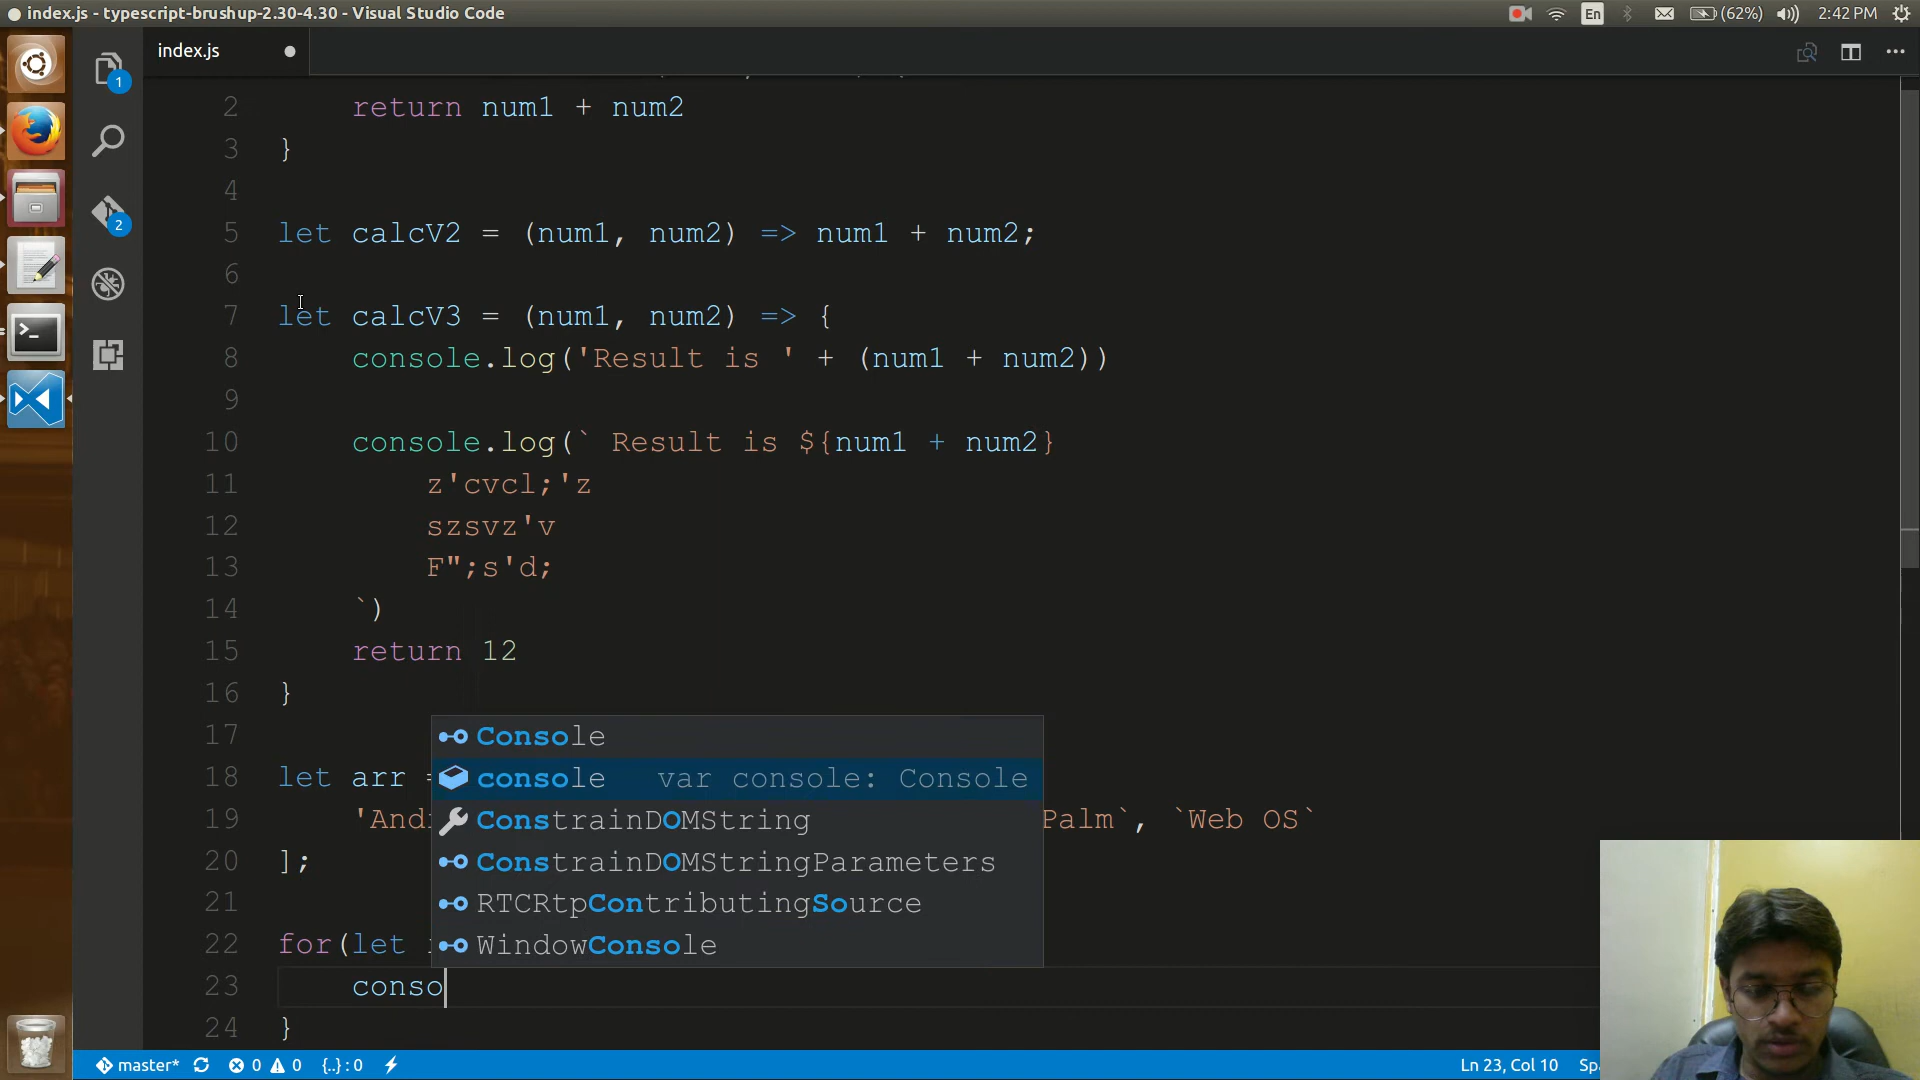 index.js - typescript-brushup-2.30-4.30 - Visual Studio Code
En
(62%)
2:42 PM
index.js
1
2
2 return num1 + num2
3 }
4
5 let calcV2 = (num1, num2) => num1 + num2;
6
7 let calcV3 = (num1, num2) => {
8 console.log('Result is ' + (num1 + num2))
9
10 console.log(` Result is ${num1 + num2}
11 z'cvcl;'z
12 szsvz'v
13 F";s'd;
14 `)
15 return 12
16 }
17
Console
18 let arr =
console var console: Console
ConstrainDOMString
19 'And
Palm`, `Web OS`
20 ];
ConstrainDOMStringParameters
21
RTCRtpContributingSource
22 for(let
WindowConsole
23 conso
24 }
master*
0
0
{..} : 0
Ln 23, Col 10